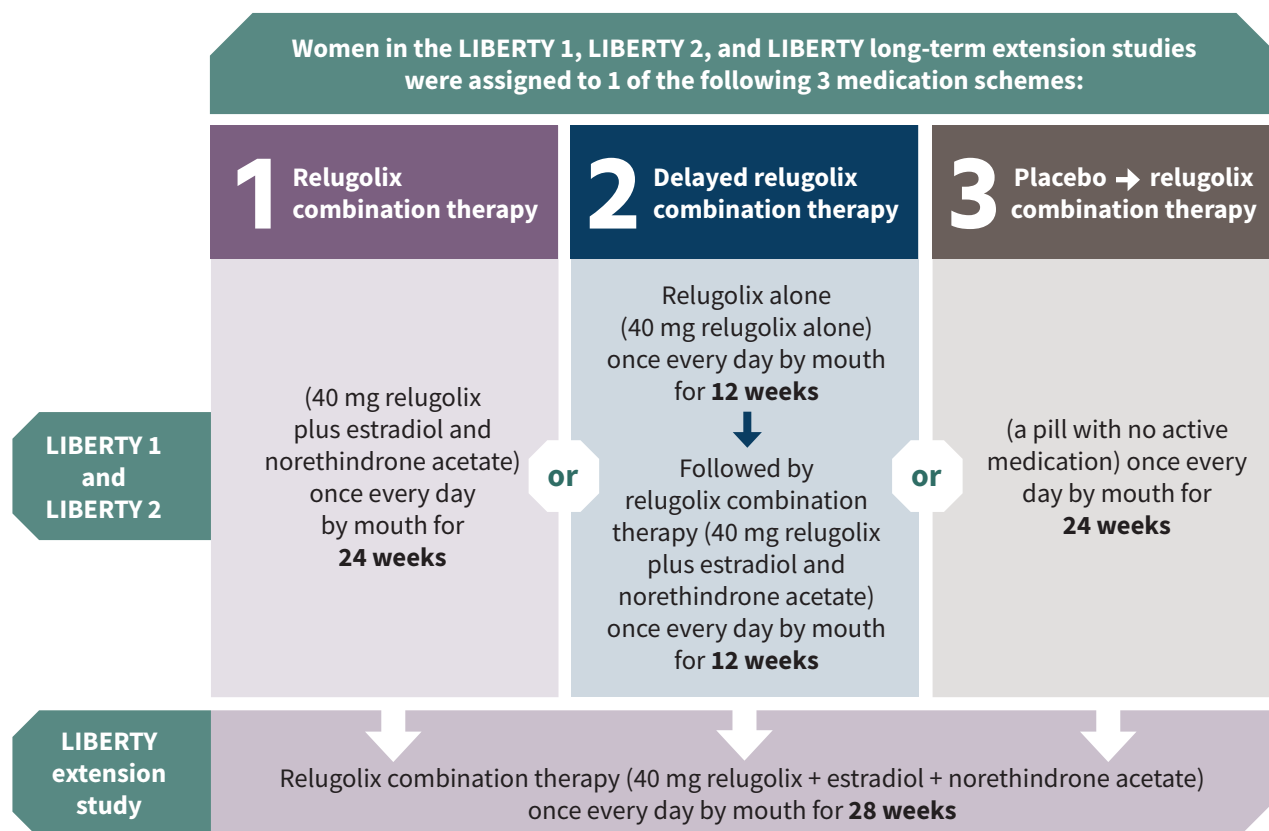 Women in the LIBERTY 1, LIBERTY 2, and LIBERTY long-term extension studies
were assigned to 1 of the following 3 medication schemes:
1
Relugolix
combination therapy
2
Delayed relugolix
combination therapy
3
Placebo → relugolix
combination therapy
LIBERTY 1
and
LIBERTY 2
(40 mg relugolix
plus estradiol and
norethindrone acetate)
once every day
by mouth for
24 weeks
or
Relugolix alone
(40 mg relugolix alone)
once every day by mouth
for 12 weeks
Followed by
relugolix combination
therapy (40 mg relugolix
plus estradiol and
norethindrone acetate)
once every day by mouth
for 12 weeks
or
(a pill with no active
medication) once every
day by mouth for
24 weeks
LIBERTY
extension
study
Relugolix combination therapy (40 mg relugolix + estradiol + norethindrone acetate)
once every day by mouth for 28 weeks